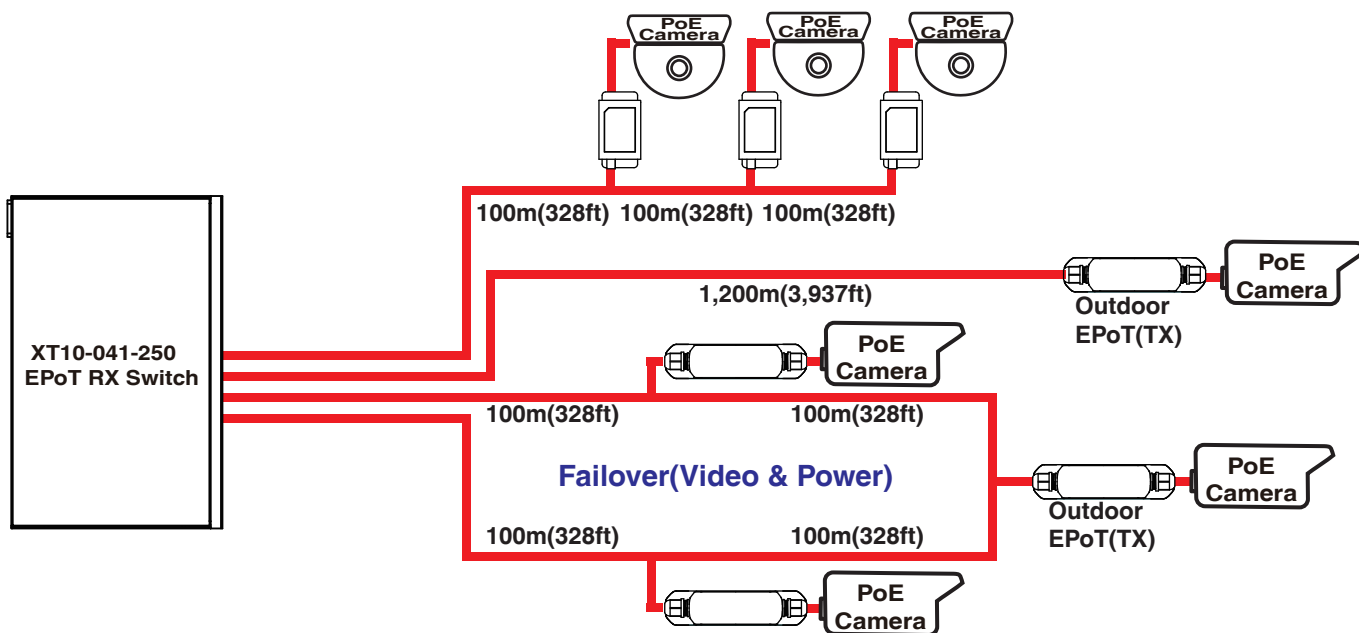 PoE
Camera
PoE
Camera
PoE
Camera
100m(328ft)
100m(328ft)
100m(328ft)
1,200m(3,937ft)
PoE
Camera
Outdoor
EPoT(TX)
XT10-041-250
EPoT RX Switch
PoE
Camera
100m(328ft)
100m(328ft)
Failover(Video & Power)
PoE
Camera
Outdoor
EPoT(TX)
100m(328ft)
100m(328ft)
PoE
Camera